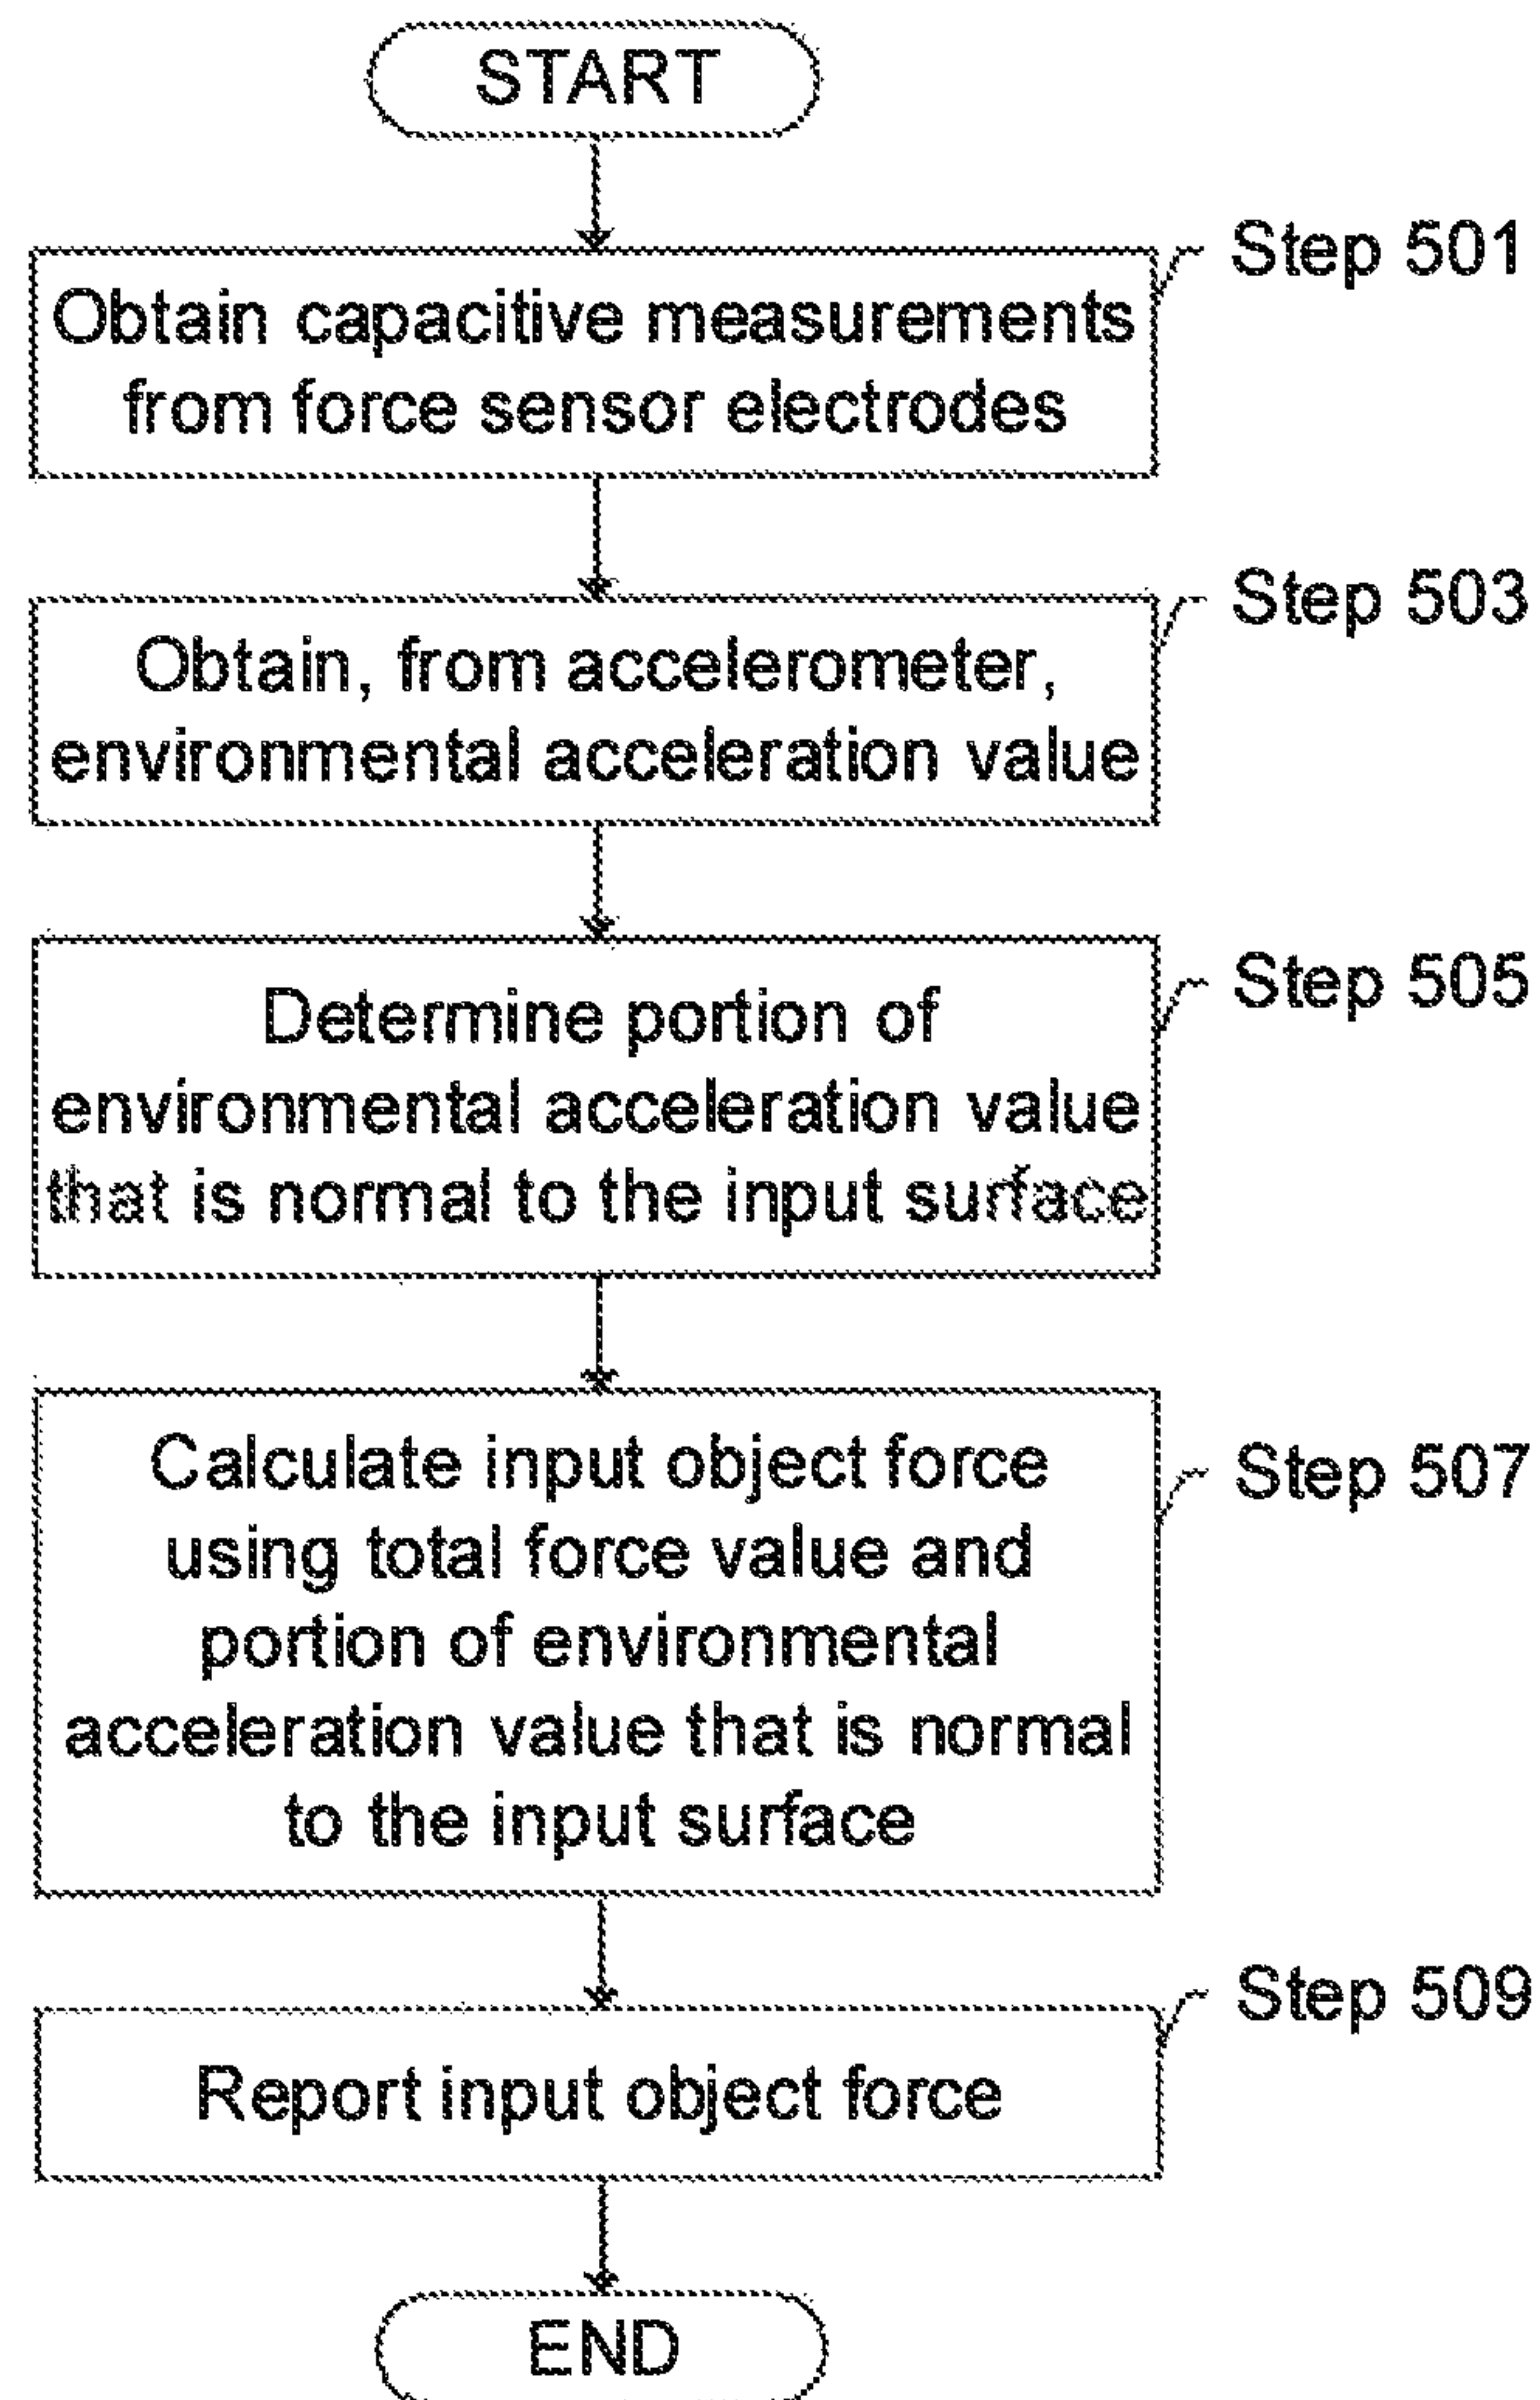 START
Step 501
Obtain capacitive measurements
from force sensor electrodes
Step 503
Obtain, from accelerometer,
environmental acceleration value
Step 505
Determine portion of
environmental acceleration value
that is normal to the input surface
Step 507
Calculate input object force
using total force value and
portion of environmental
acceleration value that is normal
to the input surface
Step 509
Report input object force
END